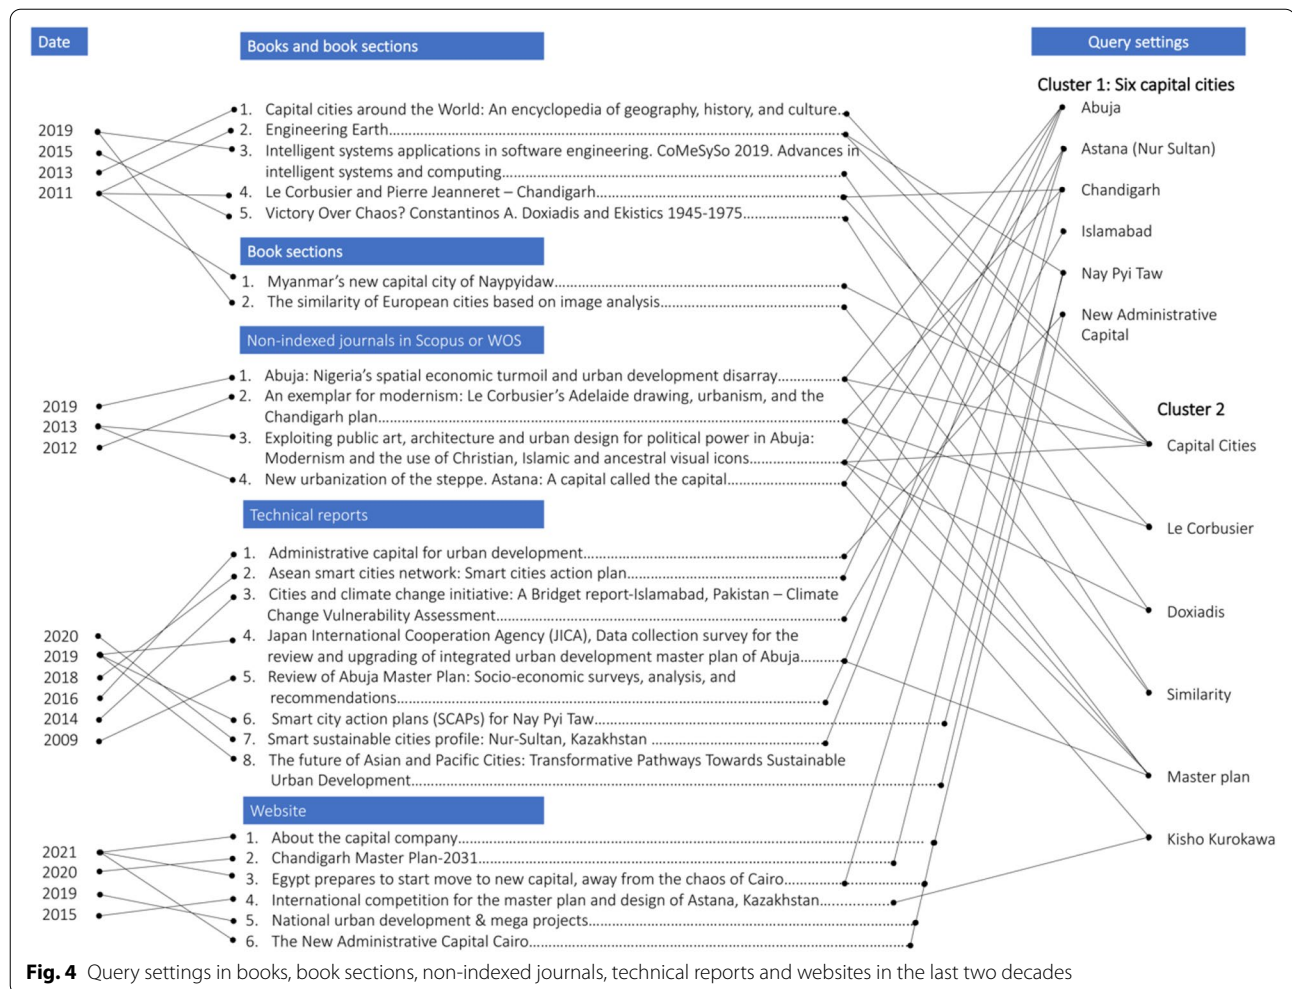 Date
Books and book sections
Query settings
Cluster 1: Six capital cities
2019
2015
2013
2011
1. Capital cities around the World: An encyclopedia of geography, history, and culture..
2. Engineering Earth
3. Intelligent systems applications in software engineering. CoMeSySo 2019. Advances in
intelligent systems and computing
4. Le Corbusier and Pierre Jeanneret – Chandigarh
5. Victory Over Chaos? Constantinos A. Doxiadis and Ekistics 1945-1975
Book sections
1. Myanmar's new capital city of Naypyidaw
2. The similarity of European cities based on image analysis
Non-indexed journals in Scopus or WOS
2019
2013
2012
1. Abuja: Nigeria's spatial economic turmoil and urban development disarray
2. An exemplar for modernism: Le Corbusier's Adelaide drawing, urbanism, and the
Chandigarh plan
3. Exploiting public art, architecture and urban design for political power in Abuja:
Modernism and the use of Christian, Islamic and ancestral visual icons
4. New urbanization of the steppe. Astana: A capital called the capital
Technical reports
2020
2019
2018
2016
2014
2009
1. Administrative capital for urban development
2. Asean smart cities network: Smart cities action plan
3. Cities and climate change initiative: A Bridget report-Islamabad, Pakistan – Climate
Change Vulnerability Assessment
4. Japan International Cooperation Agency (JICA), Data collection survey for the
review and upgrading of integrated urban development master plan of Abuja
5. Review of Abuja Master Plan: Socio-economic surveys, analysis, and
recommendations
6. Smart city action plans (SCAPs) for Nay Pyi Taw
7. Smart sustainable cities profile: Nur-Sultan, Kazakhstan
8. The future of Asian and Pacific Cities: Transformative Pathways Towards Sustainable
Urban Development
Website
2021
2020
2019
2015
1. About the capital company
2. Chandigarh Master Plan-2031
3. Egypt prepares to start move to new capital, away from the chaos of Cairo
4. International competition for the master plan and design of Astana, Kazakhstan
5. National urban development & mega projects
6. The New Administrative Capital Cairo
Abuja
Astana (Nur Sultan)
Chandigarh
Islamabad
Nay Pyi Taw
New Administrative
Capital
Cluster 2
Capital Cities
Le Corbusier
Doxiadis
Similarity
Master plan
Kisho Kurokawa
Fig. 4 Query settings in books, book sections, non-indexed journals, technical reports and websites in the last two decades